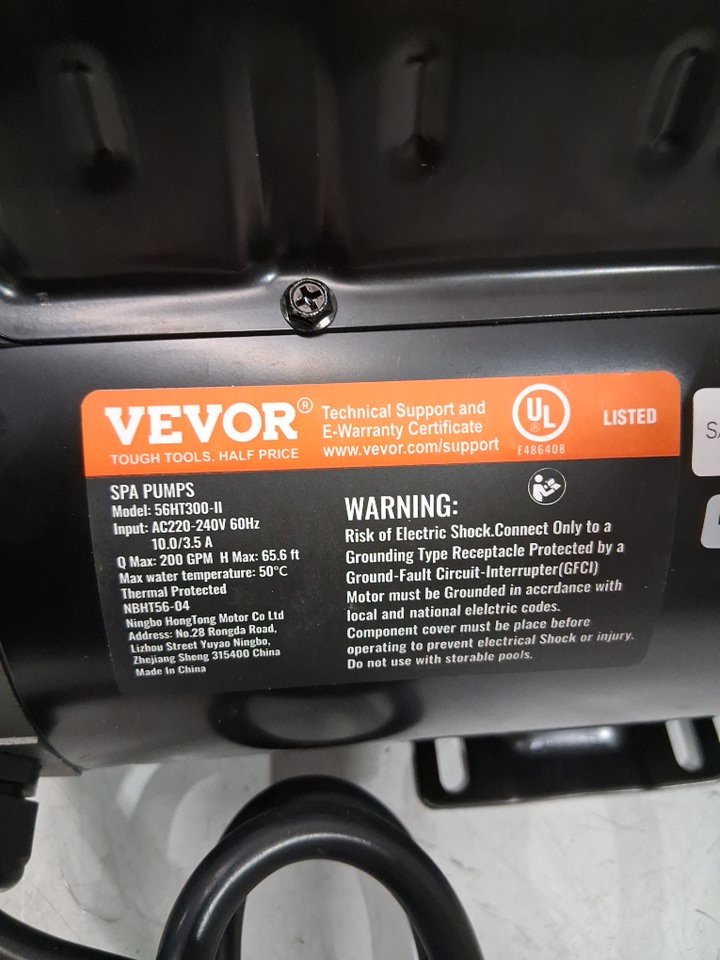 VEVOR®
TOUGH TOOLS. HALF PRICE
Technical Support and
E-Warranty Certificate
www.vevor.com/support
UL
E486408
LISTED
SPA PUMPS
Model: 56HT300-II
Input: AC220-240V 60Hz
10.0/3.5 A
Q Max: 200 GPM H Max: 65.6 ft
Max water temperature: 50°C
Thermal Protected
NBHT56-04
Ningbo HongTong Motor Co Ltd
Address: No.28 Rongda Road,
Lizhou Street Yuyao Ningbo,
Zhejiang Sheng 315400 China
Made In China
WARNING:
Risk of Electric Shock.Connect Only to a
Grounding Type Receptacle Protected by a
Ground-Fault Circuit-Interrupter(GFCI)
Motor must be Grounded in accrdance with
local and national elelctric codes.
Component cover must be place before
operating to prevent electrical Shock or injury.
Do not use with storable pools.